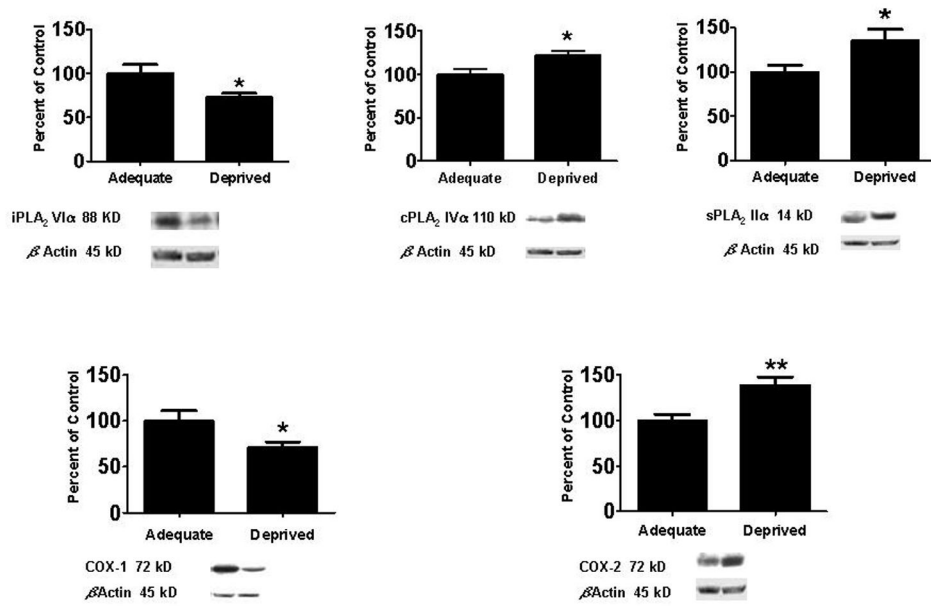 Percent of Control
150
100
50
0
*
Adequate Deprived
iPLA₂ VIα 88 KD
β Actin 45 kD
Percent of Control
150
100
50
0
*
Adequate Deprived
cPLA₂ IVα 110 kD
β Actin 45 kD
Percent of Control
150
100
50
0
*
Adequate Deprived
sPLA₂ IIα 14 kD
β Actin 45 kD
Percent of Control
150
100
50
0
*
Adequate Deprived
COX-1 72 kD
βActin 45 kD
Percent of Control
150
100
50
0
**
Adequate Deprived
COX-2 72 kD
βActin 45 kD